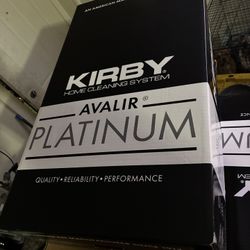 AN AMERICAN
KIRBY®
HOME CLEANING SYSTEM
AVALIR®
PLATINUM
QUALITY • RELIABILITY • PERFORMANCE